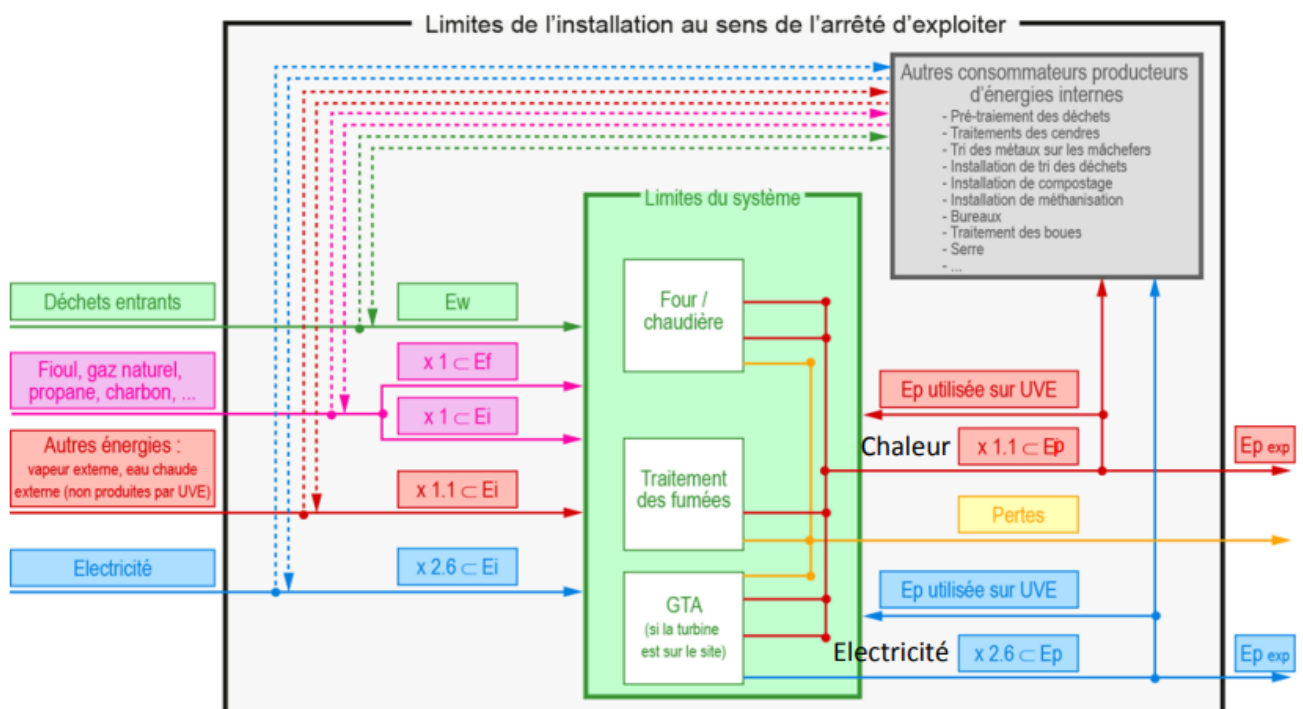 Limites de l'installation au sens de l'arrêté d'exploiter
Autres consommateurs producteurs
d'énergies internes
- Pré-traiement des déchets
- Traitements des cendres
- Tri des métaux sur les mâchefers
- Installation de tri des déchets
- Installation de compostage
- Installation de méthanisation
- Bureaux
- Traitement des boues
- Serre
- ...
Limites du système
Déchets entrants
Ew
Four /
chaudière
Fioul, gaz naturel,
propane, charbon, ...
x 1 ⊂ Ef
x 1 ⊂ Ei
Ep utilisée sur UVE
Autres énergies :
vapeur externe, eau chaude
externe (non produites par UVE)
x 1.1 ⊂ Ei
Traitement
des fumées
Chaleur
x 1.1 ⊂ Ep
Ep exp
Pertes
Electricité
x 2.6 ⊂ Ei
GTA
(si la turbine
est sur le site)
Ep utilisée sur UVE
Electricité
x 2.6 ⊂ Ep
Ep exp